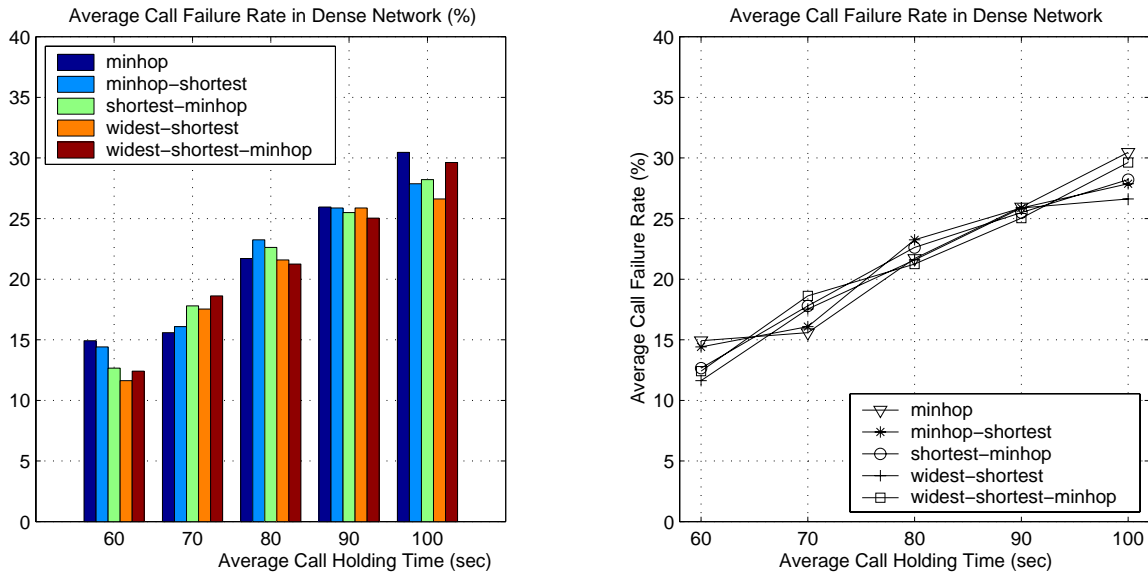 Average Call Failure Rate in Dense Network (%)
40
35
30
25
20
15
10
5
0
minhop
minhop−shortest
shortest−minhop
widest−shortest
widest−shortest−minhop
60 70 80 90 100
Average Call Holding Time (sec)
Average Call Failure Rate in Dense Network
Average Call Failure Rate (%)
40
35
30
25
20
15
10
5
0
minhop
minhop−shortest
shortest−minhop
widest−shortest
widest−shortest−minhop
60 70 80 90 100
Average Call Holding Time (sec)